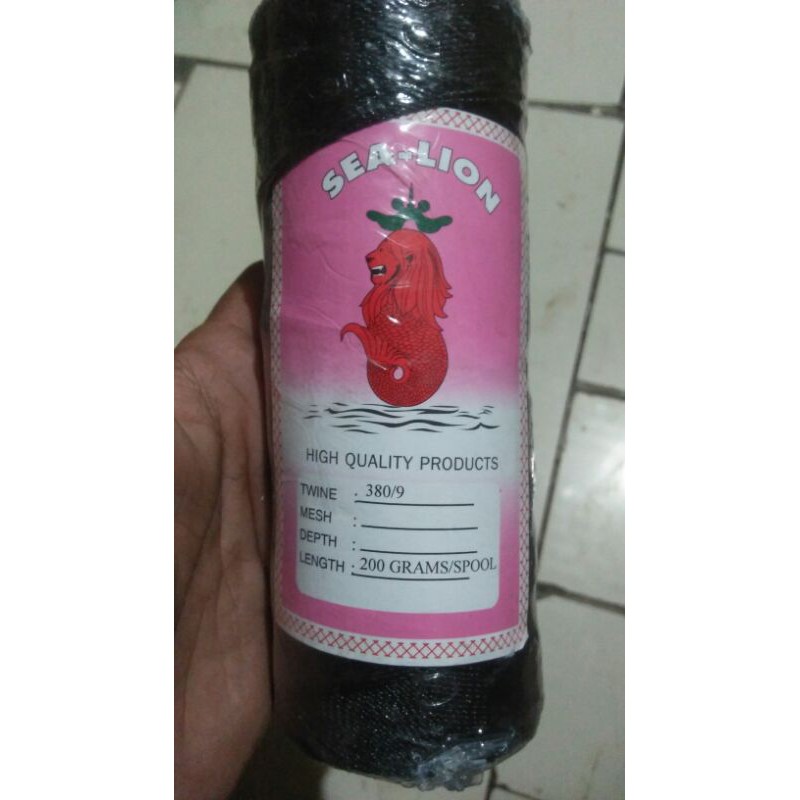 SEA-LION
HIGH QUALITY PRODUCTS
TWINE . 380/9
MESH :
DEPTH :
LENGTH . 200 GRAMS/SPOOL